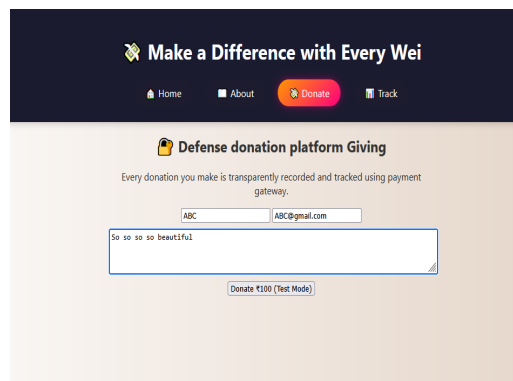 💸 Make a Difference with Every Wei
🏠 Home 📖 About 💸 Donate 📊 Track
🔐 Defense donation platform Giving
Every donation you make is transparently recorded and tracked using payment
gateway.
ABC ABC@gmail.com
So so so so beautiful
Donate ₹100 (Test Mode)